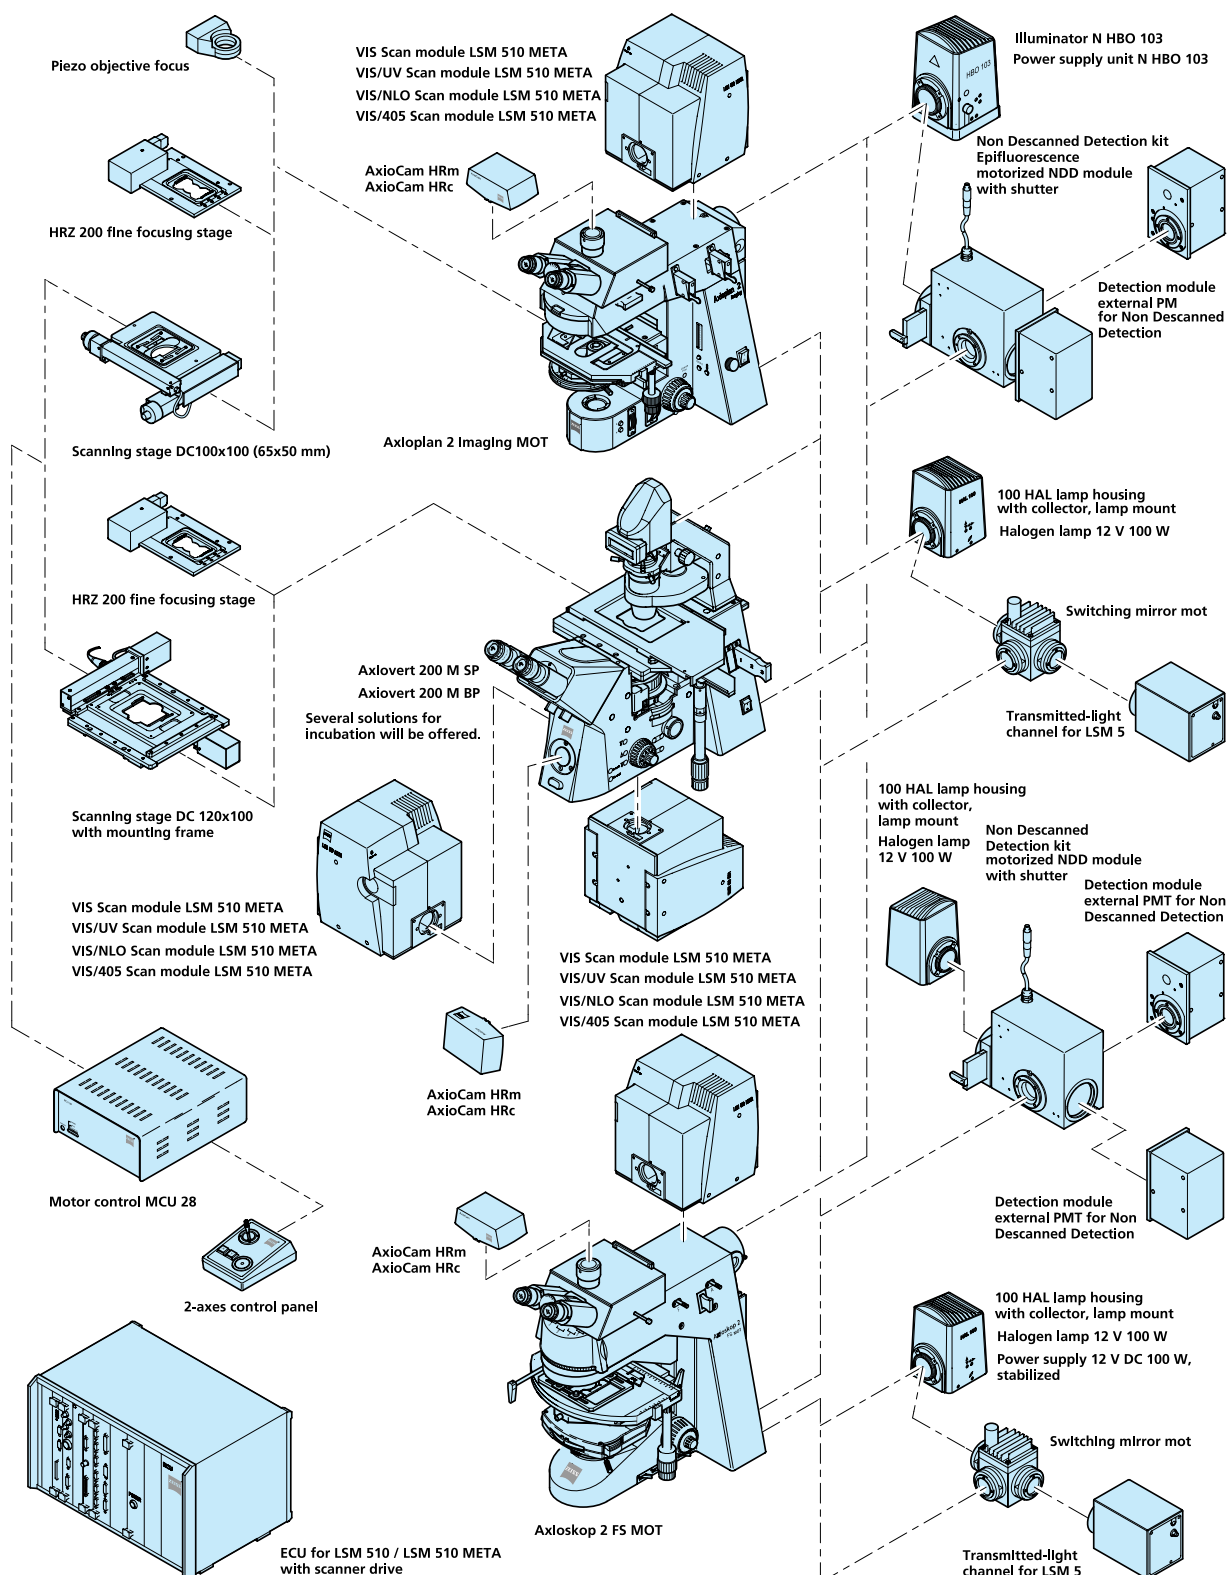 Piezo objective focus
VIS Scan module LSM 510 META
VIS/UV Scan module LSM 510 META
VIS/NLO Scan module LSM 510 META
VIS/405 Scan module LSM 510 META
Illuminator N HBO 103
Power supply unit N HBO 103
HBO 103
AxioCam HRm
AxioCam HRc
Non Descanned Detection kit
Epifluorescence
motorized NDD module
with shutter
HRZ 200 fine focusing stage
Detection module
external PM
for Non Descanned
Detection
Axioplan 2
Scanning stage DC100x100 (65x50 mm)
Axioplan 2 Imaging MOT
100 HAL lamp housing
with collector, lamp mount
Halogen lamp 12 V 100 W
HRZ 200 fine focusing stage
Switching mirror mot
Axiovert 200 M SP
Axiovert 200 M BP
Several solutions for
incubation will be offered.
Transmitted-light
channel for LSM 5
Scanning stage DC 120x100
with mounting frame
100 HAL lamp housing
with collector,
lamp mount
Halogen lamp
12 V 100 W
Non Descanned
Detection kit
motorized NDD module
with shutter
Detection module
external PMT for Non
Descanned Detection
VIS Scan module LSM 510 META
VIS/UV Scan module LSM 510 META
VIS/NLO Scan module LSM 510 META
VIS/405 Scan module LSM 510 META
VIS Scan module LSM 510 META
VIS/UV Scan module LSM 510 META
VIS/NLO Scan module LSM 510 META
VIS/405 Scan module LSM 510 META
AxioCam HRm
AxioCam HRc
Motor control MCU 28
Detection module
external PMT for Non
Descanned Detection
AxioCam HRm
AxioCam HRc
2-axes control panel
100 HAL lamp housing
with collector, lamp mount
Halogen lamp 12 V 100 W
Power supply 12 V DC 100 W,
stabilized
Axioskop 2
FS MOT
Switching mirror mot
Axioskop 2 FS MOT
ECU for LSM 510 / LSM 510 META
with scanner drive
Transmitted-light
channel for LSM 5